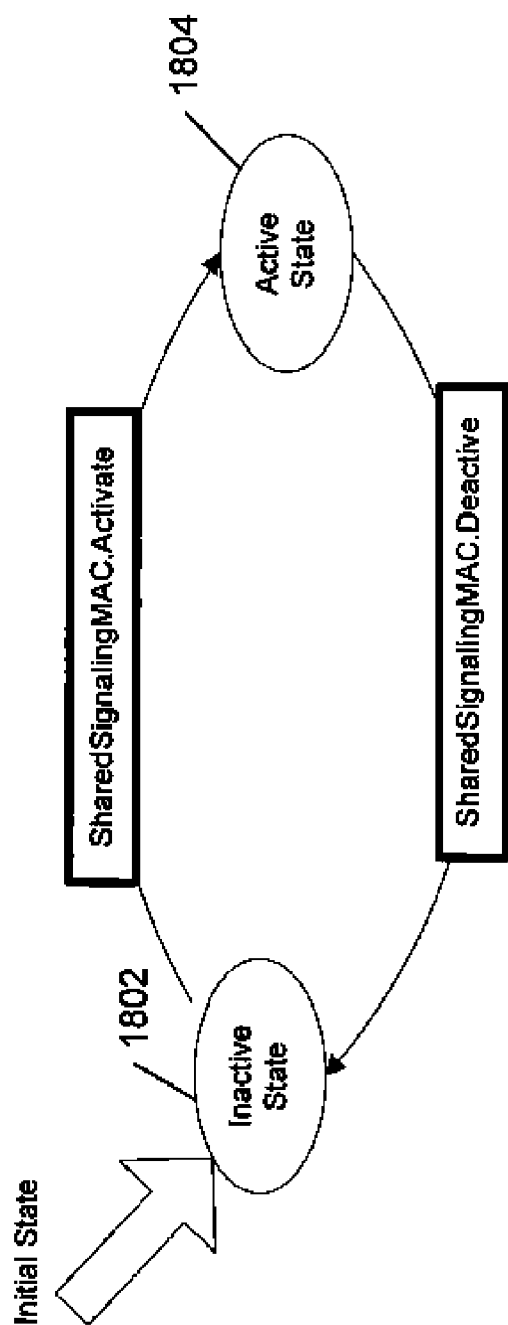 Initial State
1802
Inactive
State
SharedSignalingMAC.Activate
SharedSignalingMAC.Deactive
Active
State
1804